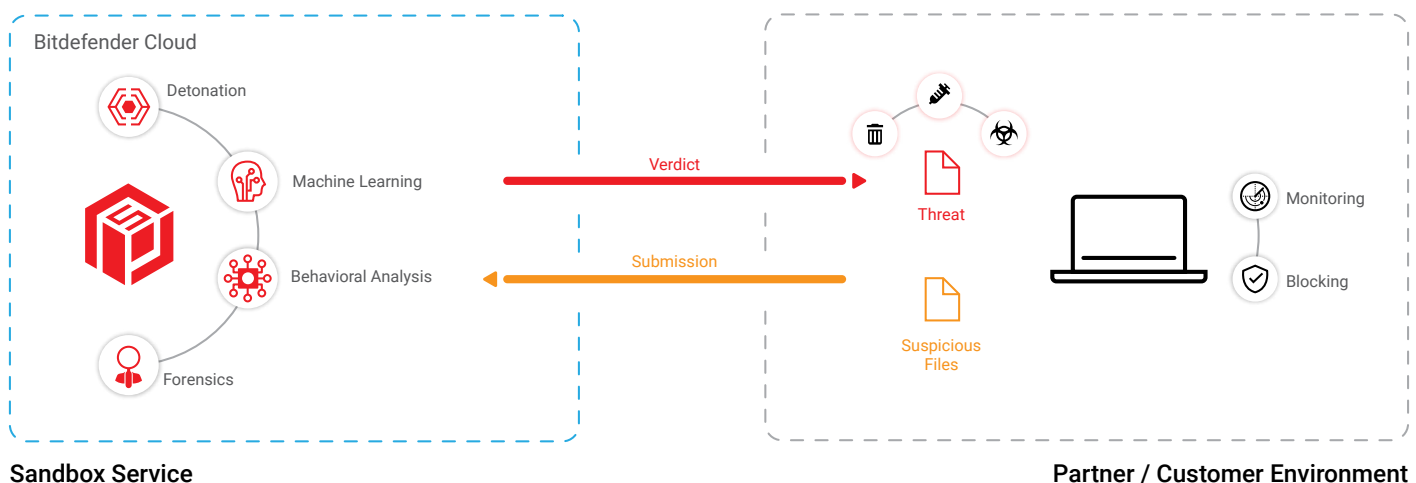 Bitdefender Cloud
Detonation
Machine Learning
Behavioral Analysis
Forensics
Verdict
Submission
Threat
Suspicious
Files
Monitoring
Blocking
Sandbox Service
Partner / Customer Environment